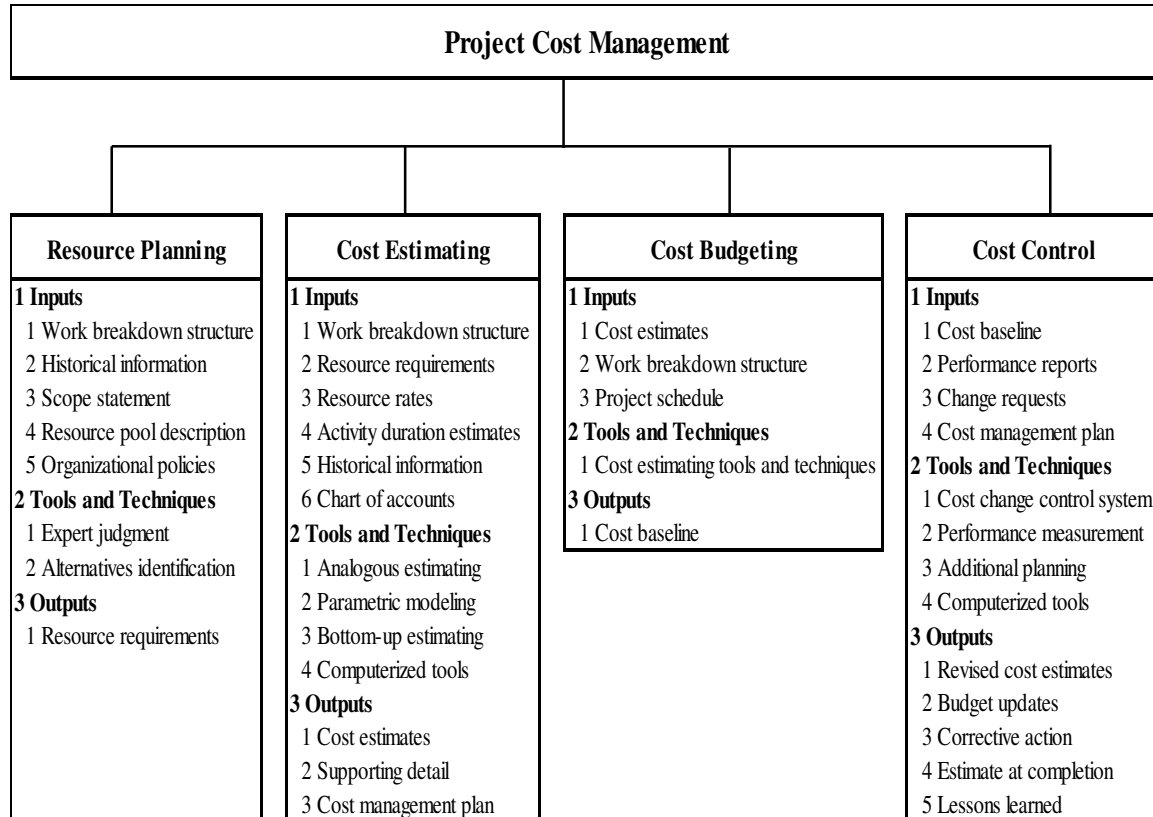 Project Cost Management
Resource Planning
1 Inputs
1 Work breakdown structure
2 Historical information
3 Scope statement
4 Resource pool description
5 Organizational policies
2 Tools and Techniques
1 Expert judgment
2 Alternatives identification
3 Outputs
1 Resource requirements
Cost Estimating
1 Inputs
1 Work breakdown structure
2 Resource requirements
3 Resource rates
4 Activity duration estimates
5 Historical information
6 Chart of accounts
2 Tools and Techniques
1 Analogous estimating
2 Parametric modeling
3 Bottom-up estimating
4 Computerized tools
3 Outputs
1 Cost estimates
2 Supporting detail
3 Cost management plan
Cost Budgeting
1 Inputs
1 Cost estimates
2 Work breakdown structure
3 Project schedule
2 Tools and Techniques
1 Cost estimating tools and techniques
3 Outputs
1 Cost baseline
Cost Control
1 Inputs
1 Cost baseline
2 Performance reports
3 Change requests
4 Cost management plan
2 Tools and Techniques
1 Cost change control system
2 Performance measurement
3 Additional planning
4 Computerized tools
3 Outputs
1 Revised cost estimates
2 Budget updates
3 Corrective action
4 Estimate at completion
5 Lessons learned